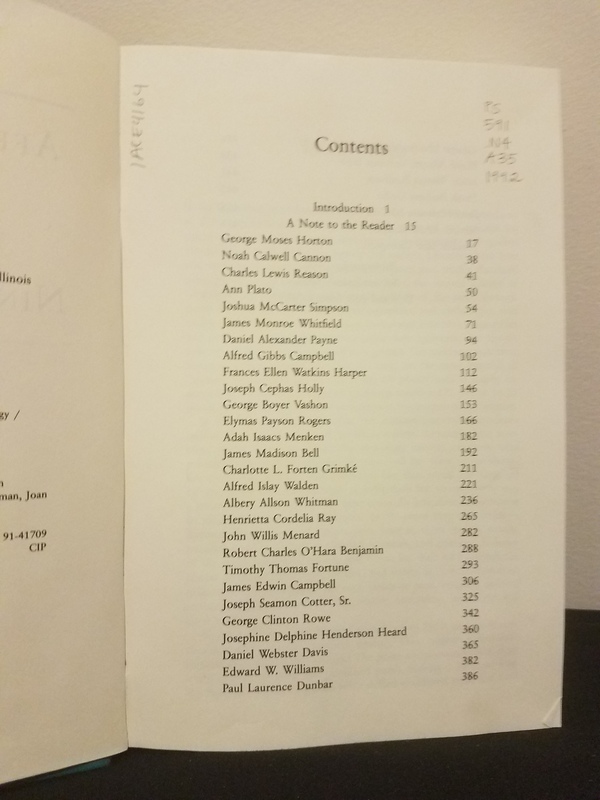 llinois
gy /
man, Joan
91-41709
CIP
Contents
PS
591
.N4
A35
1992
Introduction 1
A Note to the Reader 15
George Moses Horton 17
Noah Calwell Cannon 38
Charles Lewis Reason 41
Ann Plato 50
Joshua McCarter Simpson 54
James Monroe Whitfield 71
Daniel Alexander Payne 94
Alfred Gibbs Campbell 102
Frances Ellen Watkins Harper 112
Joseph Cephas Holly 146
George Boyer Vashon 153
Elymas Payson Rogers 166
Adah Isaacs Menken 182
James Madison Bell 192
Charlotte L. Forten Grimké 211
Alfred Islay Walden 221
Albery Allson Whitman 236
Henrietta Cordelia Ray 265
John Willis Menard 282
Robert Charles O'Hara Benjamin 288
Timothy Thomas Fortune 293
James Edwin Campbell 306
Joseph Seamon Cotter, Sr. 325
George Clinton Rowe 342
Josephine Delphine Henderson Heard 360
Daniel Webster Davis 365
Edward W. Williams 382
Paul Laurence Dunbar 386